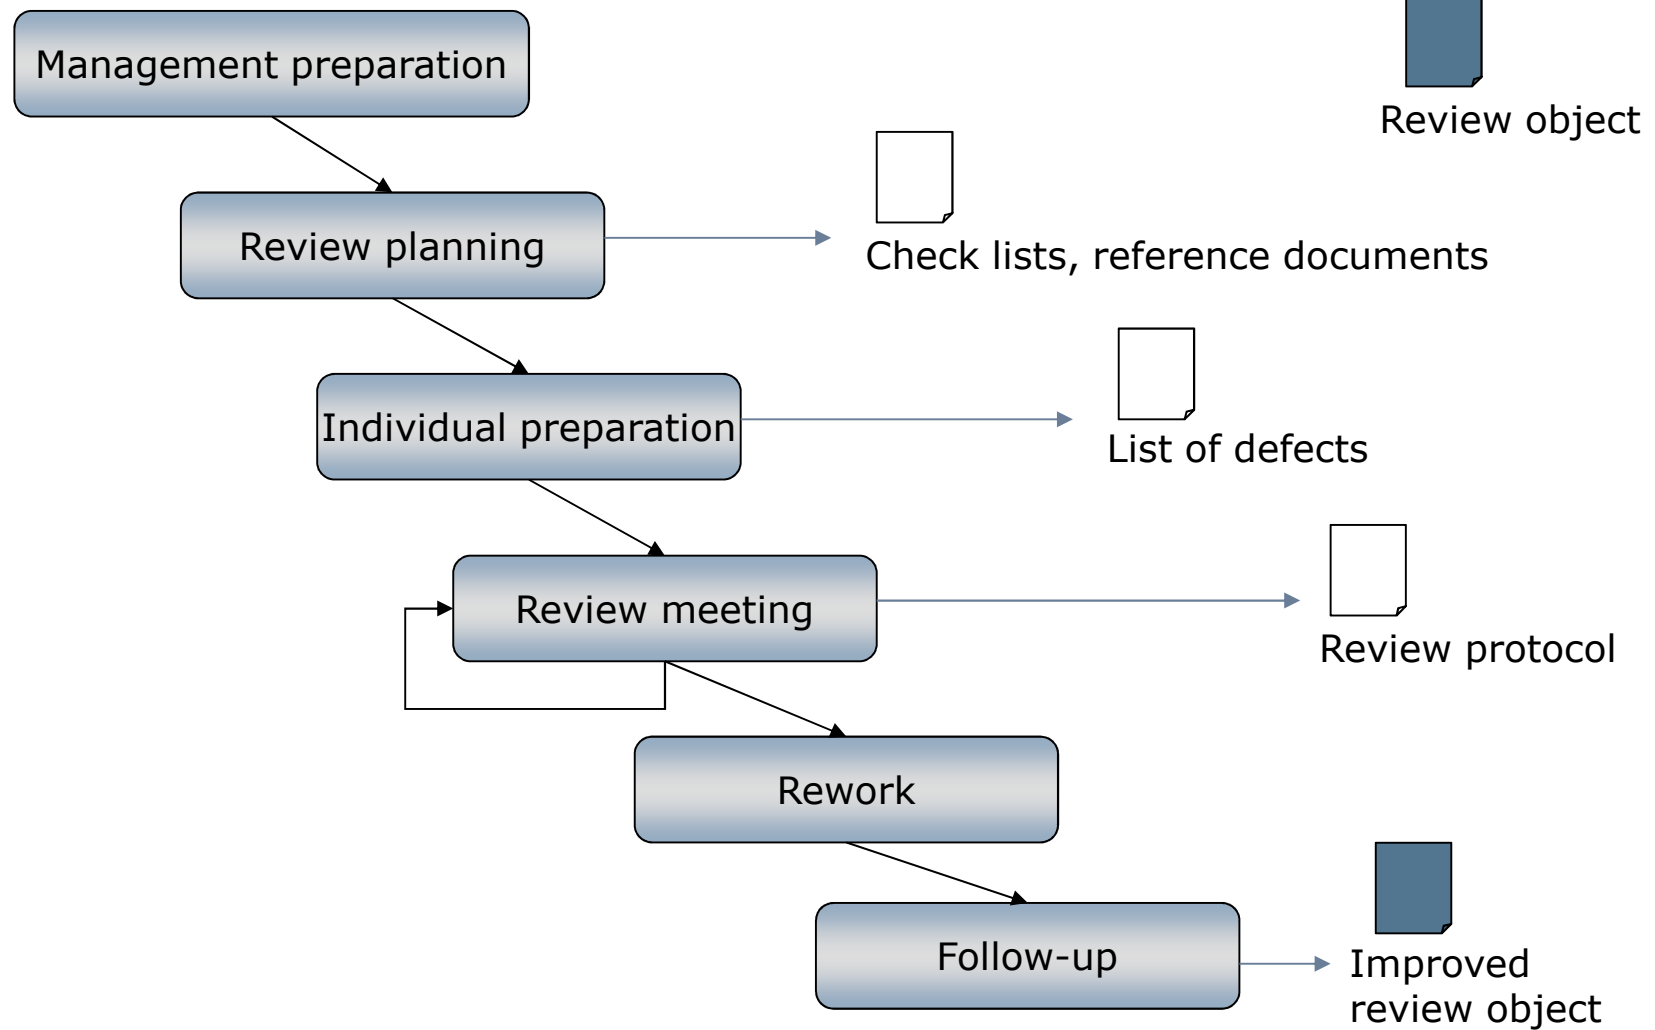 Management preparation
Review object
Review planning
Check lists, reference documents
Individual preparation
List of defects
Review meeting
Review protocol
Rework
Follow-up
Improved
review object